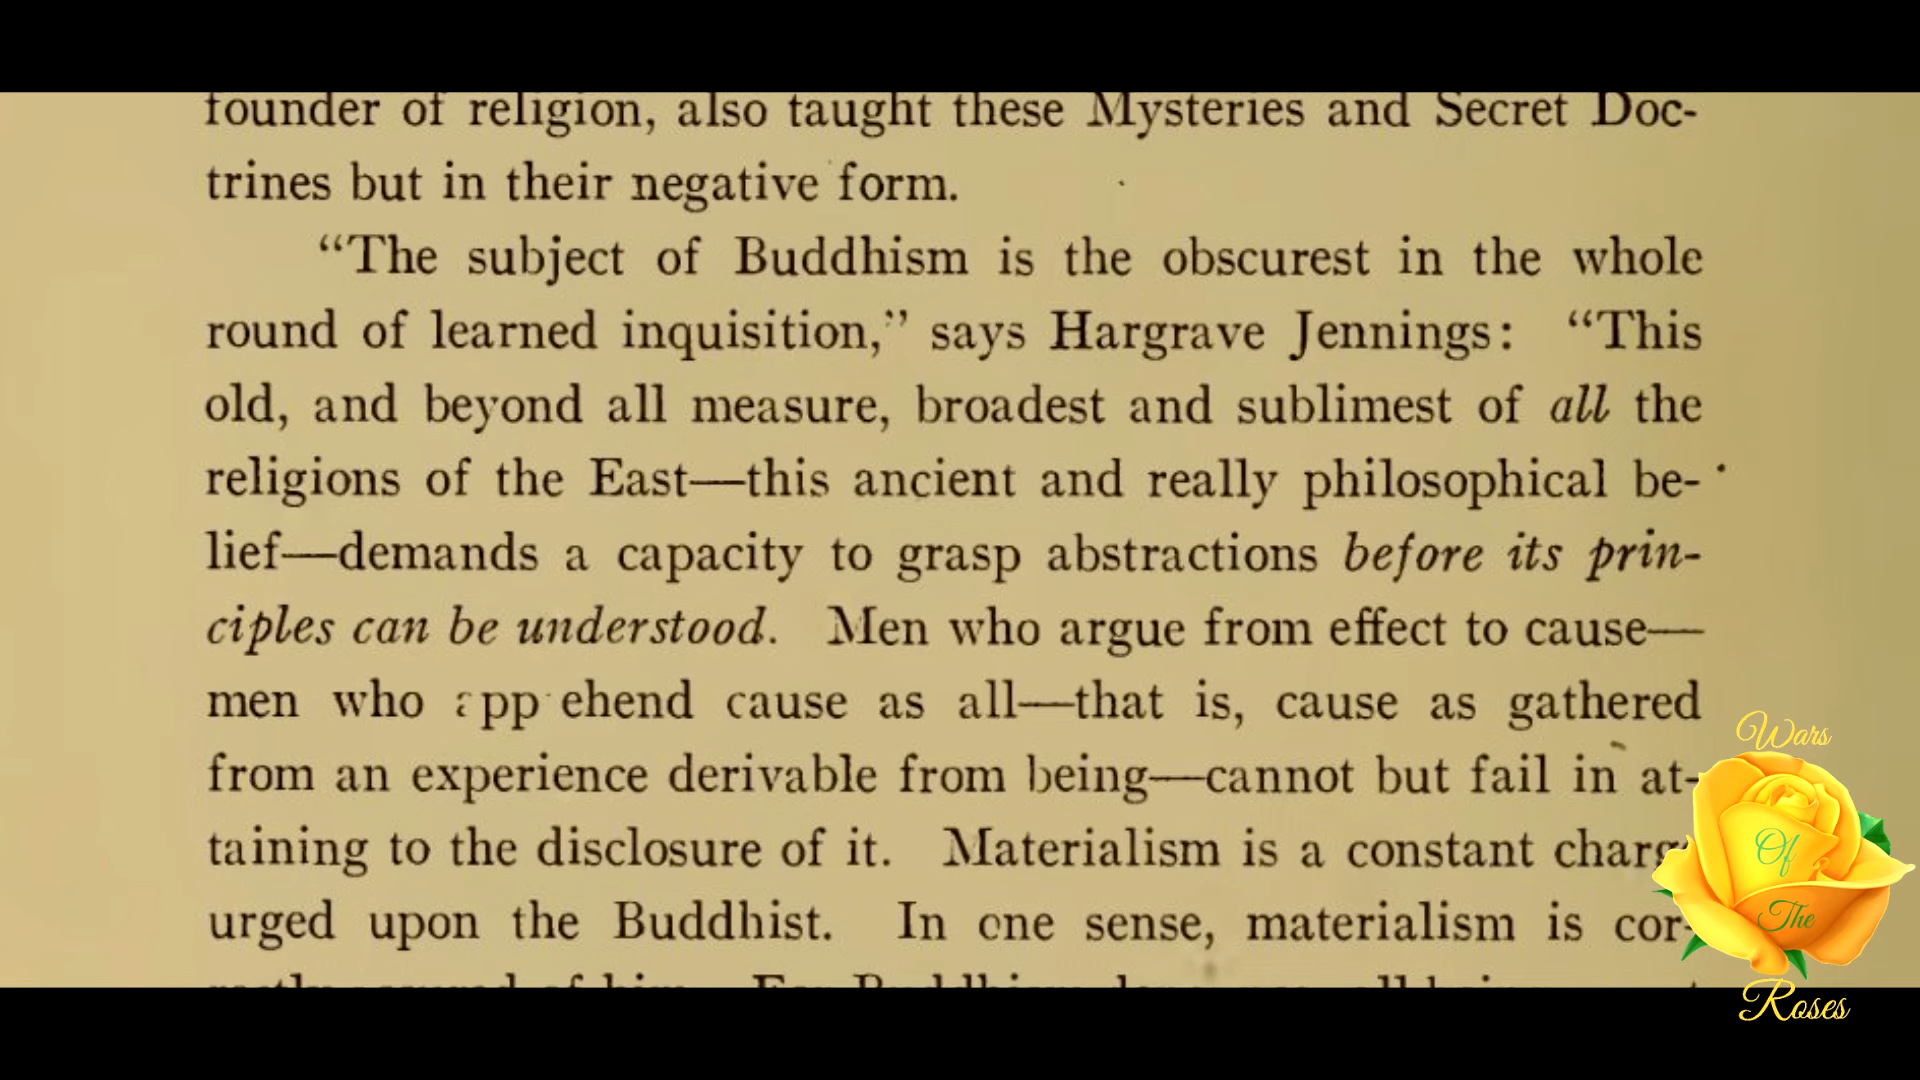 founder of religion, also taught these Mysteries and Secret Doc-
trines but in their negative form.
“The subject of Buddhism is the obscurest in the whole
round of learned inquisition,” says Hargrave Jennings: “This
old, and beyond all measure, broadest and sublimest of all the
religions of the East—this ancient and really philosophical be-
lief—demands a capacity to grasp abstractions before its prin-
ciples can be understood. Men who argue from effect to cause—
men who app ehend cause as all—that is, cause as gathered
from an experience derivable from being—cannot but fail in at-
taining to the disclosure of it. Materialism is a constant charg
urged upon the Buddhist. In one sense, materialism is cor-
Wars
Of
The
Roses